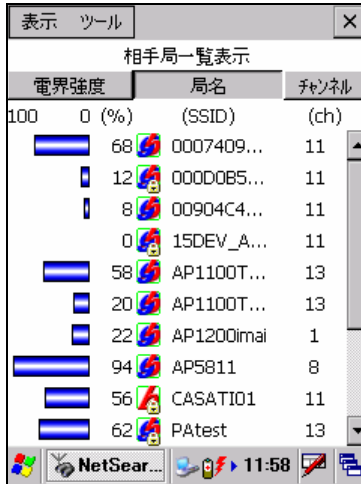 表示 ツール
相手局一覧表示
電界強度 局名 チャンネル
100 0 (%) (SSID) (ch)
68 0007409... 11
12 000D0B5... 11
8 00904C4... 11
0 15DEV_A... 11
58 AP1100T... 13
20 AP1100T... 13
22 AP1200imai 1
94 AP5811 8
56 CASATI01 11
62 PAtest 13
NetSear... 11:58